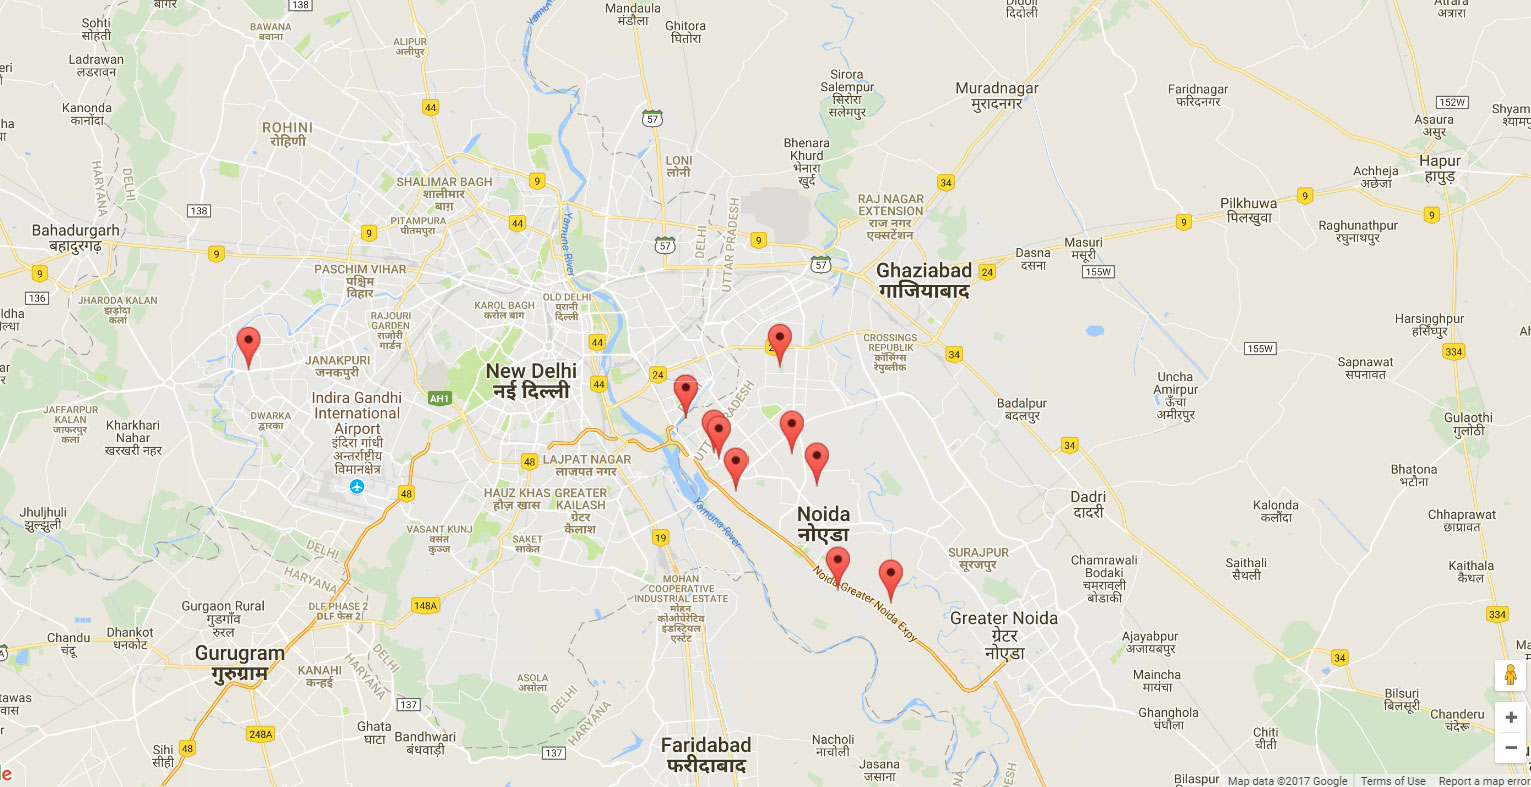 बागर
138
Sohti
सोहती
BAWANA
बवाना
ALIPUR
अलीपुर
Yamuna
Mandaula
मंडौला
Ghitora
घितोरा
Didoli
दिदोली
Atrara
अत्रारा
Ladrawan
लडरावन
Kanonda
कानोंदा
44
57
Sirora
Salempur
सिरोरा
सलेमपुर
Muradnagar
मुरादनगर
Faridnagar
फरिदनगर
152W
Asaura
असुर
ROHINI
रोहिणी
LONI
लोनी
Bhenara
Khurd
भेनारा
खुर्द
Hapur
हापुड़
Achheja
अछेजा
HARYANA
DELHI
SHALIMAR BAGH
शालीमार
बाग़
9
34
9
138
PITAMPURA
पीतमपुरा
44
RAJ NAGAR
EXTENSION
राज नगर
एक्सटेंशन
Pilkhuwa
पिलखुवा
9
9
Raghunathpur
रघुनाथपुर
Bahadurgarh
बहादुरगढ़
9
9
9
57
9
Yamuna River
DELHI
UTTAR PRADESH
57
Dasna
दसना
Masuri
मसूरी
155W
PASCHIM VIHAR
पश्चिम
विहार
Ghaziabad
गाजियाबाद
24
136
JHARODA KALAN
झड़ोदा
कलां
KAROL BAGH
करोल बाग
OLD DELHI
पुरानी
दिल्ली
RAJOURI
GARDEN
राजोरी
गार्डन
44
CROSSINGS
REPUBLIK
क्रॉसिंग्स
रेपुब्लीक
34
155W
Harsinghpur
हर्सिंघपुर
334
JANAKPURI
जनकपुरी
New Delhi
नई दिल्ली
44
24
Sapnawat
सपनावत
Uncha
Amirpur
ऊँचा
अमीरपुर
AH1
Indira Gandhi
International
Airport
इंदिरा गांधी
अन्तर्राष्ट्रीय
विमानक्षेत्र
JAFFARPUR
KALAN
जाफरपुर
कला
DWARKA
द्वारका
Kharkhari
Nahar
खरखरी नहर
Badalpur
बदलपुर
34
Gulaothi
गुलोठी
48
LAJPAT NAGAR
लाजपत नगर
48
HAUZ KHAS
हौज़ खास
GREATER
KAILASH
ग्रेटर
कैलाश
Bhatona
भटौना
Dadri
दादरी
Kalonda
कलौंदा
Chhaprawat
छाप्रावत
Jhuljhuli
झुल्झुली
Noida
नोएडा
Yamuna River
VASANT KUNJ
वसंत
कुञ्ज
SAKET
साकेत
19
DELHI
HARYANA
SURAJPUR
सूरजपुर
Chamrawali
Bodaki
चमरावली
बोडाकी
Saithali
सैथली
Kaithala
कैथल
MOHAN
COOPERATIVE
INDUSTRIAL ESTATE
मोहन
कोओपेरेटिव
इंडस्ट्रियल
एस्टेट
Noida-Greater Noida Expy
Gurgaon Rural
गुडगाँव
रुरल
DLF PHASE 2
DLF फेस 2
148A
334
Greater Noida
ग्रेटर
नोएडा
Chandu
चंदू
Dhankot
धनकोट
Gurugram
गुरुग्राम
KANAHI
कन्हई
DELHI
HARYANA
Ajayabpur
अजायबपुर
34
Maincha
मायंचा
ASOLA
असोला
DELHI
HARYANA
137
Bilsuri
बिलसूरी
Chanderu
चंदेरू
Ghanghola
घंघौला
Ghata
घाटा
Bandhwari
बंधवाड़ी
248A
48
Sihi
सीही
137
Faridabad
फरीदाबाद
Nacholi
नाचोली
Jasana
जसाना
Chiti
चीती
Bilaspur
Map data ©2017 Google
Terms of Use
Report a map error